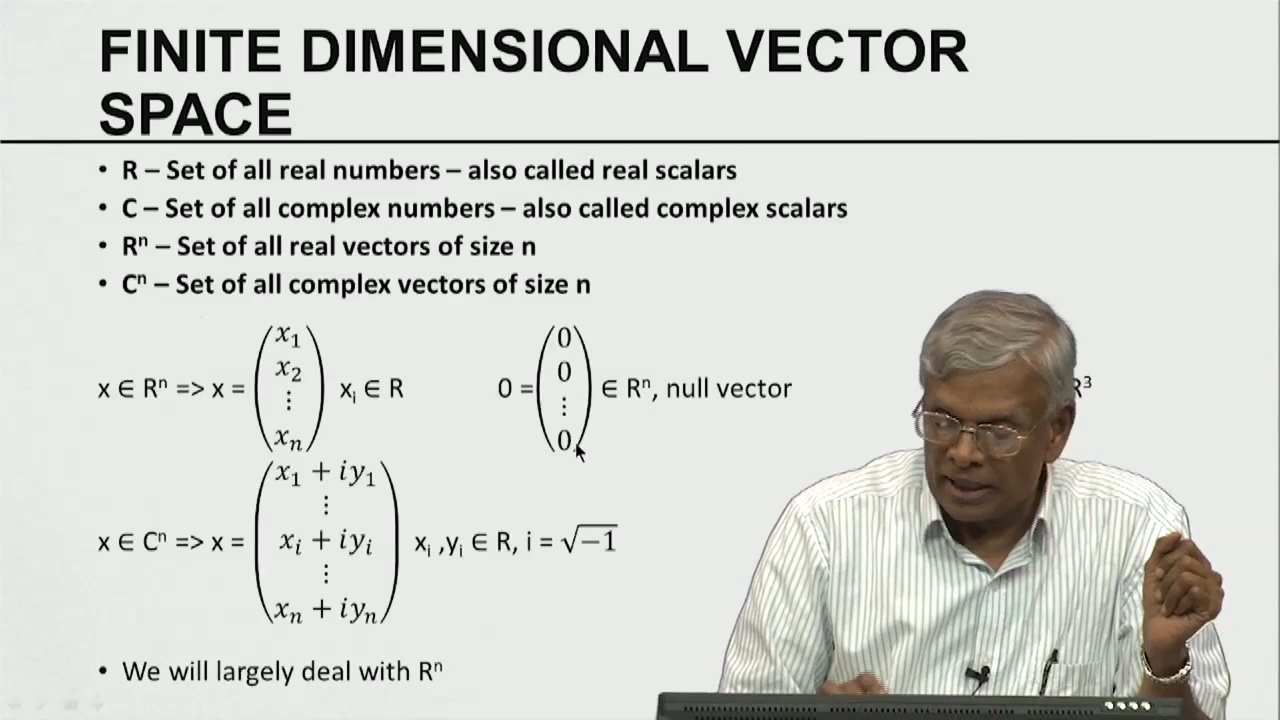 FINITE DIMENSIONAL VECTOR
SPACE
• R – Set of all real numbers – also called real scalars
• C – Set of all complex numbers – also called complex scalars
• Rⁿ – Set of all real vectors of size n
• Cⁿ – Set of all complex vectors of size n
x ∈ Rⁿ => x = (x₁ x₂ ⋮ xₙ) xᵢ ∈ R 0 = (0 0 ⋮ 0) ∈ Rⁿ, null vector R³
x ∈ Cⁿ => x = (x₁ + iy₁ ⋮ xᵢ + iyᵢ ⋮ xₙ + iyₙ) xᵢ ,yᵢ ∈ R, i = √−1
• We will largely deal with Rⁿ